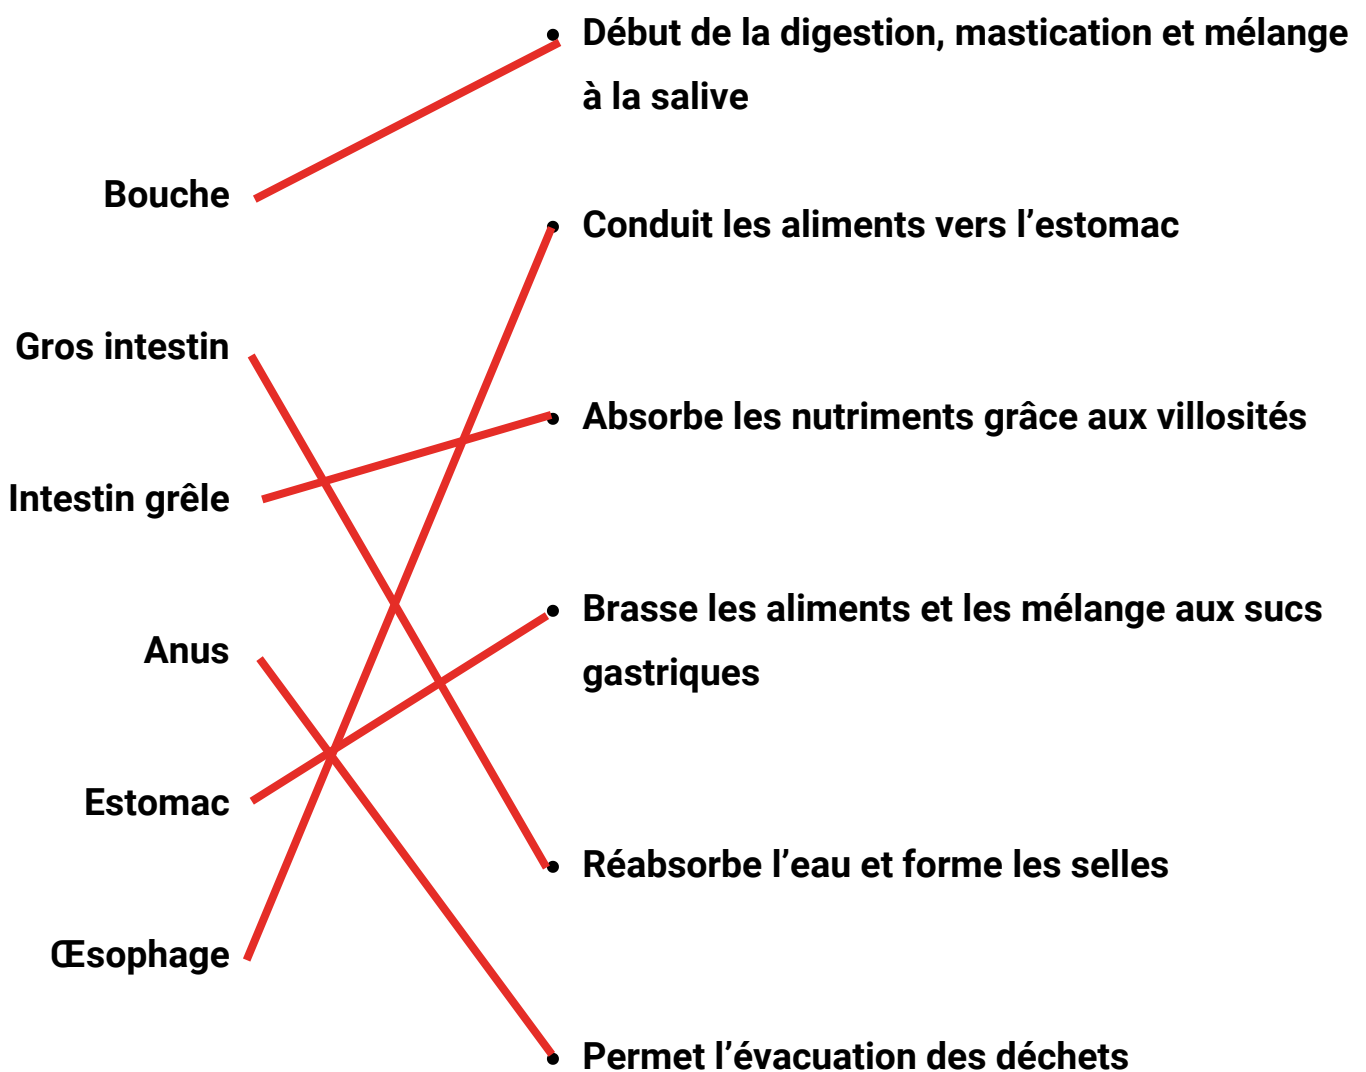 Bouche
Gros intestin
Intestin grêle
Anus
Estomac
Œsophage
Début de la digestion, mastication et mélange
à la salive
Conduit les aliments vers l’estomac
Absorbe les nutriments grâce aux villosités
Brasse les aliments et les mélange aux sucs
gastriques
Réabsorbe l’eau et forme les selles
Permet l’évacuation des déchets